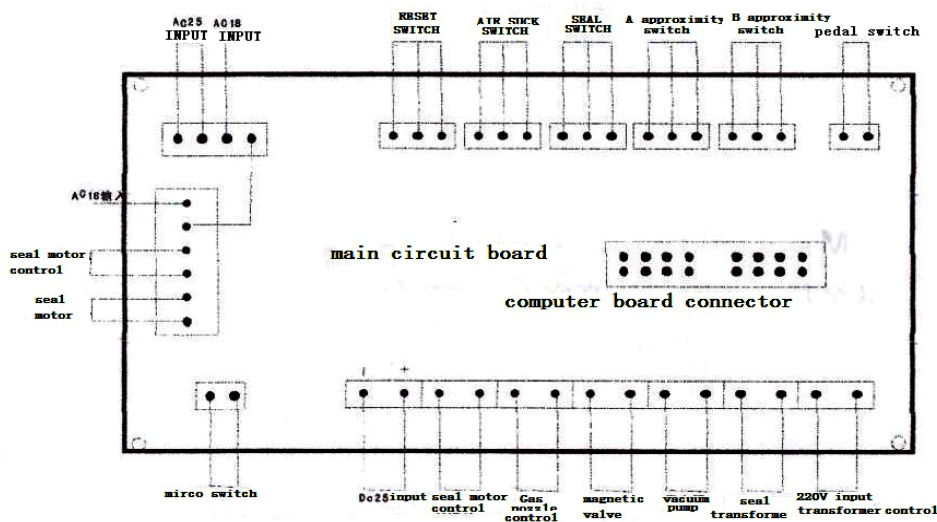 AC25 AC18
INPUT INPUT
RESET
SWITCH
AIR SUCK
SWITCH
SEAL
SWITCH
A approximity
switch
B approximity
switch
pedal switch
AC16输入
seal motor
control
seal
motor
main circuit board
computer board connector
- +
mirco switch
Dc25input
seal motor
control
Gas
nozzle
control
magnetic
valve
vacuum
pump
seal
transforme
220V input
transformer control